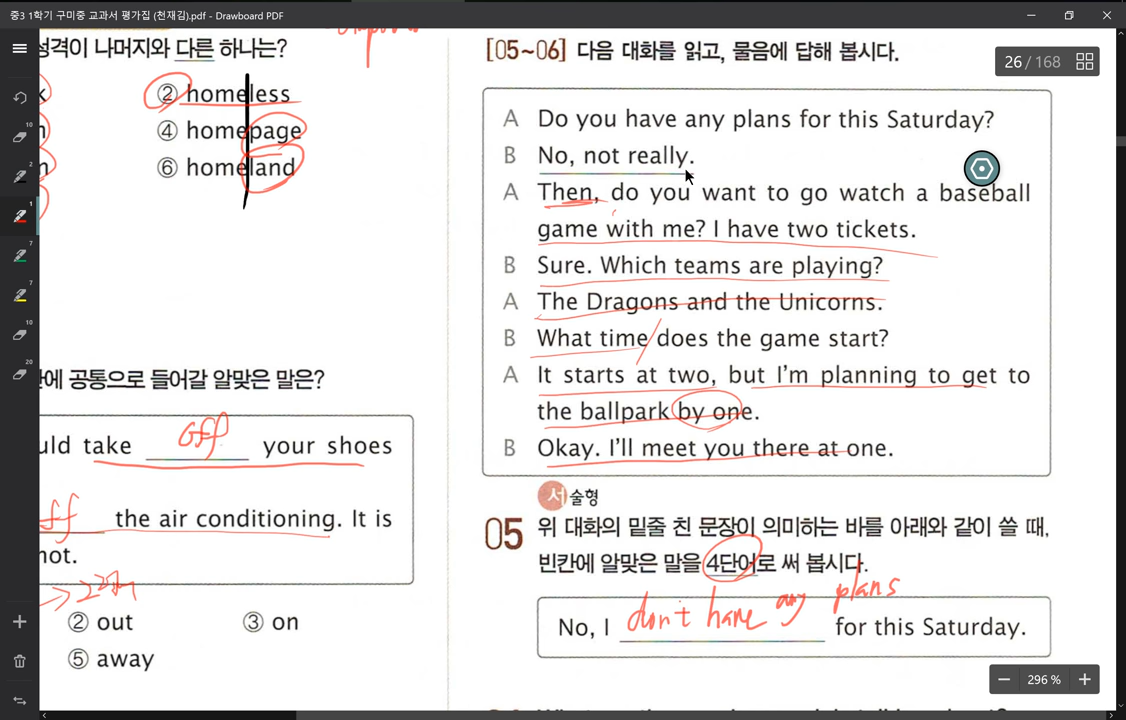 중3 1학기 구미중 교과서 평가집 (천재김).pdf - Drawboard PDF
26 / 168
성격이 나머지와 다른 하나는?
② homeless
④ homepage
⑥ homeland
에 공통으로 들어갈 알맞은 말은?
uld take off your shoes
ff the air conditioning. It is
hot.
② out ③ on
⑤ away
[05~06] 다음 대화를 읽고, 물음에 답해 봅시다.
A Do you have any plans for this Saturday?
B No, not really.
A Then, do you want to go watch a baseball
game with me? I have two tickets.
B Sure. Which teams are playing?
A The Dragons and the Unicorns.
B What time does the game start?
A It starts at two, but I'm planning to get to
the ballpark by one.
B Okay. I'll meet you there at one.
서술형
05 위 대화의 밑줄 친 문장이 의미하는 바를 아래와 같이 쓸 때,
빈칸에 알맞은 말을 4단어로 써 봅시다.
No, I don't have any plans for this Saturday.
296 %
10
2
1
7
7
10
20